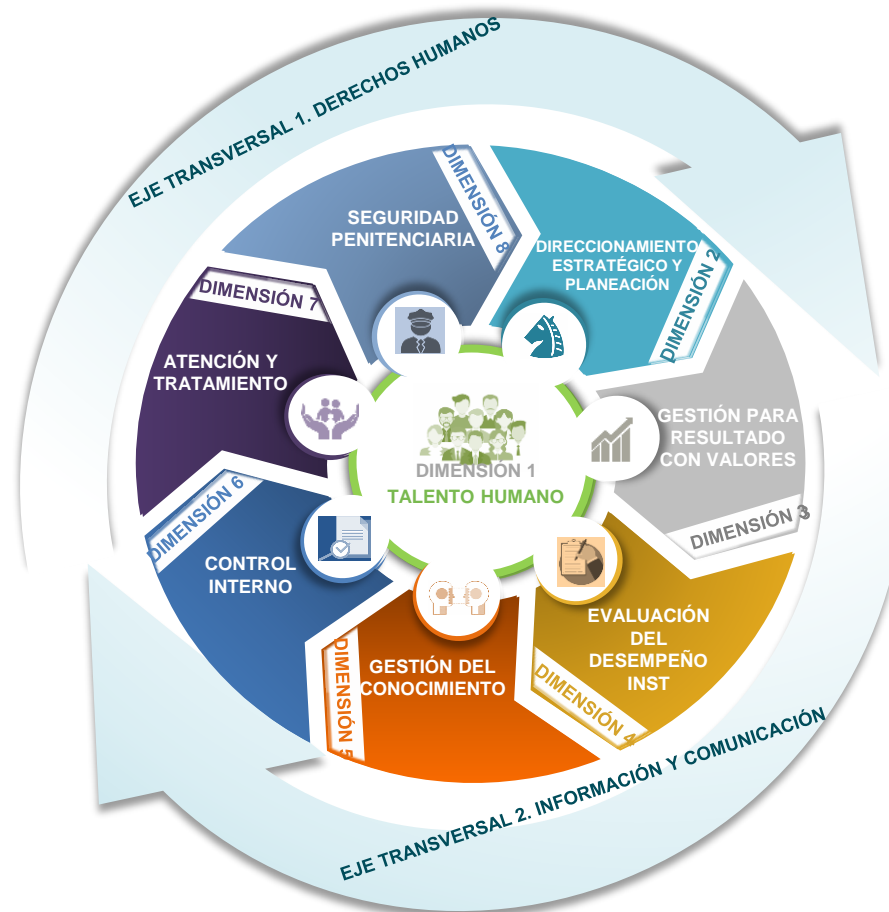 EJE TRANSVERSAL 1. DERECHOS HUMANOS
DIMENSIÓN 8
SEGURIDAD
PENITENCIARIA
DIRECCIONAMIENTO
ESTRATÉGICO Y
PLANEACIÓN
DIMENSIÓN 2
DIMENSIÓN 7
ATENCIÓN Y
TRATAMIENTO
GESTIÓN PARA
RESULTADO
CON VALORES
DIMENSIÓN 3
DIMENSIÓN 1
TALENTO HUMANO
DIMENSIÓN 6
CONTROL
INTERNO
EVALUACIÓN
DEL
DESEMPEÑO
INST
DIMENSIÓN 4
GESTIÓN DEL
CONOCIMIENTO
DIMENSIÓN 5
EJE TRANSVERSAL 2. INFORMACIÓN Y COMUNICACIÓN